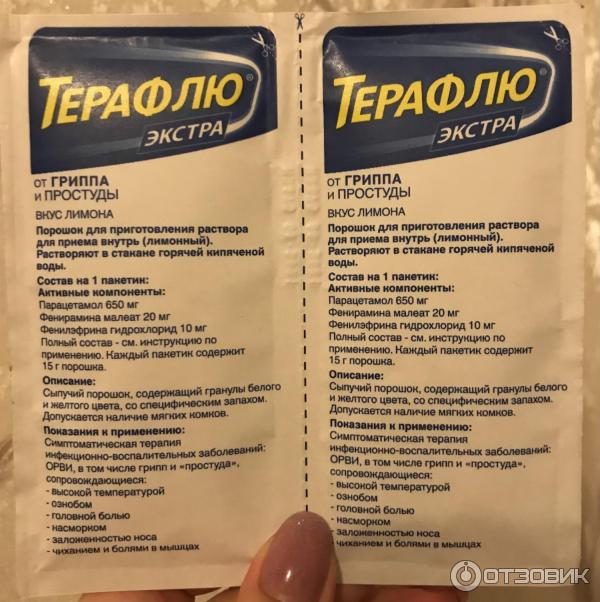 ТЕРАФЛЮ®
ЭКСТРА
от ГРИППА
и ПРОСТУДЫ
ВКУС ЛИМОНА
Порошок для приготовления раствора
для приема внутрь (лимонный).
Растворяют в стакане горячей кипяченой
воды.
Состав на 1 пакетик:
Активные компоненты:
Парацетамол 650 мг
Фенирамина малеат 20 мг
Фенилэфрина гидрохлорид 10 мг
Полный состав - см. инструкцию по
применению. Каждый пакетик содержит
15 г порошка.
Описание:
Сыпучий порошок, содержащий гранулы белого
и желтого цвета, со специфическим запахом.
Допускается наличие мягких комков.
Показания к применению:
Симптоматическая терапия
инфекционно-воспалительных заболеваний:
ОРВИ, в том числе грипп и «простуда»,
сопровождающиеся:
- высокой температурой
- ознобом
- головной болью
- насморком
- заложенностью носа
- чиханием и болями в мышцах
ТЕРАФЛЮ®
ЭКСТРА
от ГРИППА
и ПРОСТУДЫ
ВКУС ЛИМОНА
Порошок для приготовления раствора
для приема внутрь (лимонный).
Растворяют в стакане горячей кипяченой
воды.
Состав на 1 пакетик:
Активные компоненты:
Парацетамол 650 мг
Фенирамина малеат 20 мг
Фенилэфрина гидрохлорид 10 мг
Полный состав - см. инструкцию по
применению. Каждый пакетик содержит
15 г порошка.
Описание:
Сыпучий порошок, содержащий гранулы белого
и желтого цвета, со специфическим запахом.
Допускается наличие мягких комков.
Показания к применению:
Симптоматическая терапия
инфекционно-воспалительных заболеваний:
ОРВИ, в том числе грипп и «простуда»,
сопровождающиеся:
- высокой температурой
- ознобом
- головной болью
- насморком
- заложенностью носа
- чиханием и болями в мышцах
ОТЗОВИК